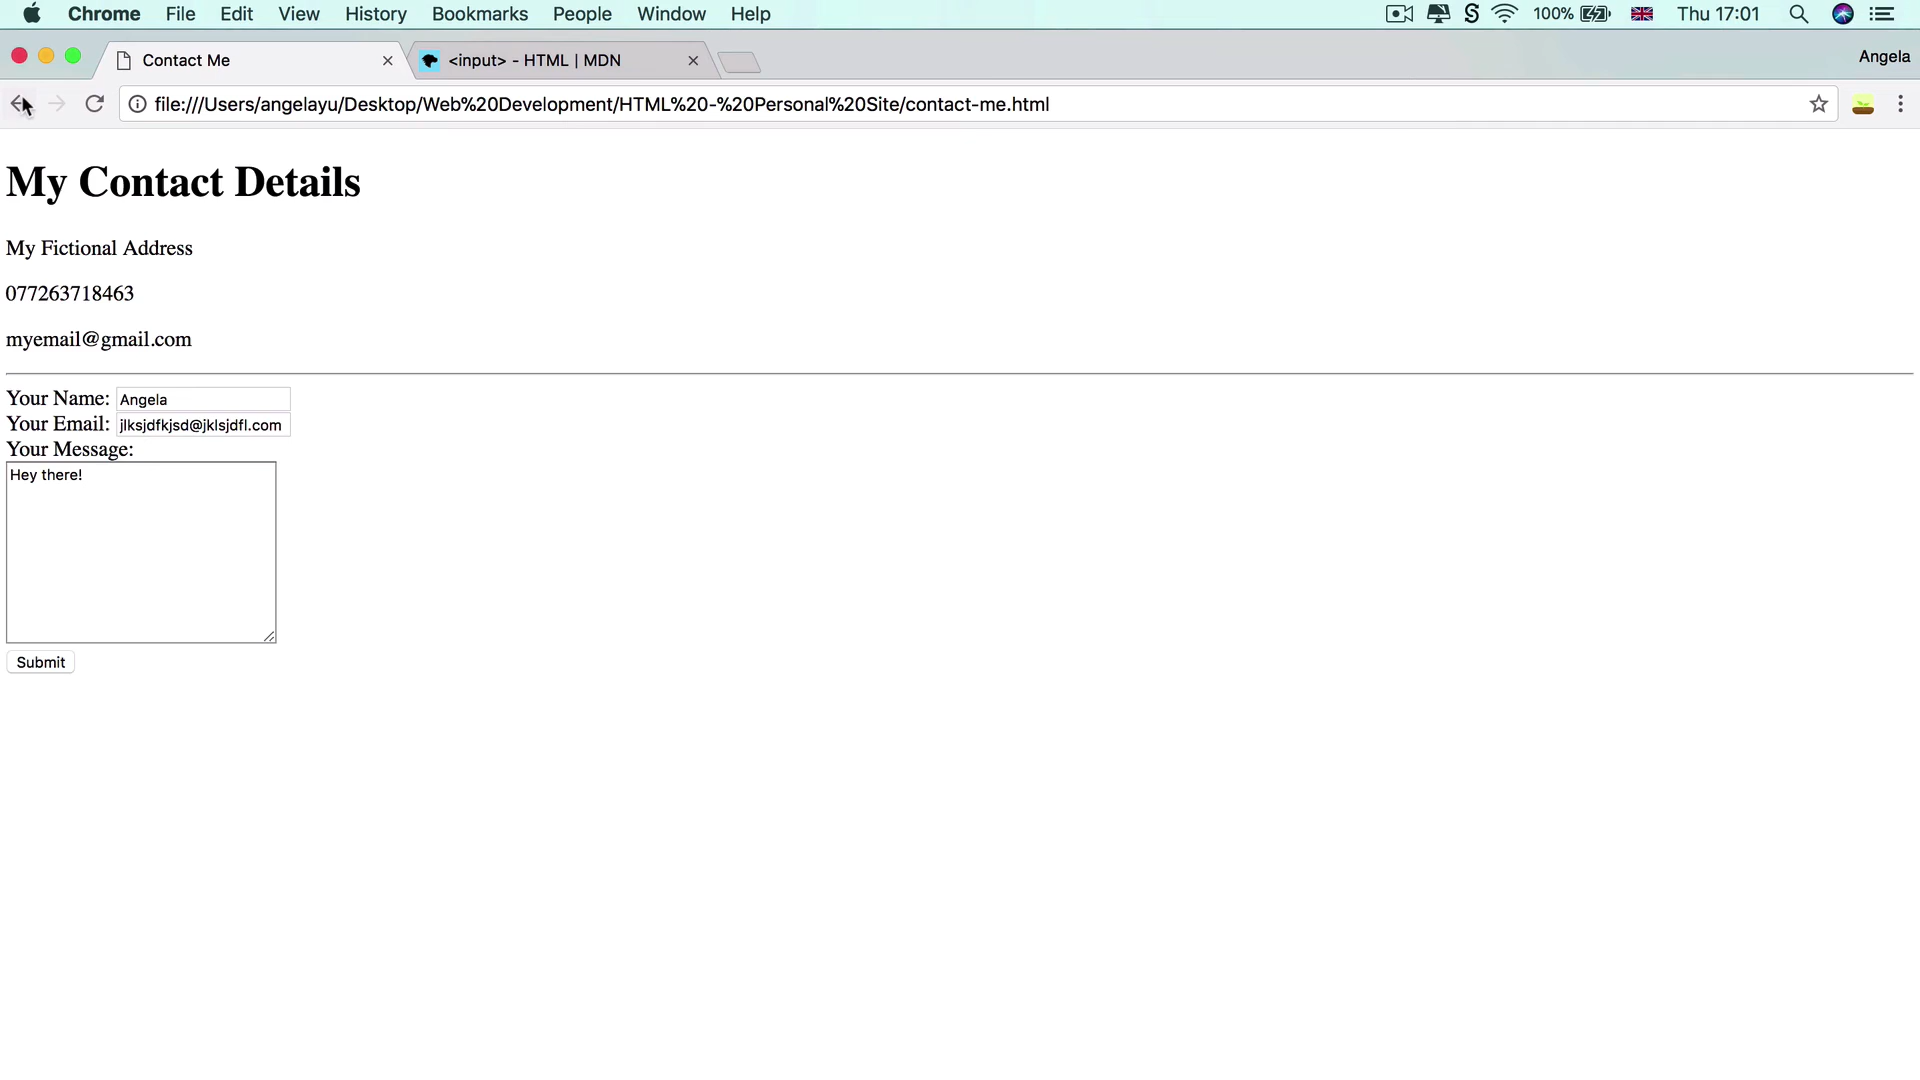 Chrome File Edit View History Bookmarks People Window Help 100% Thu 17:01
Contact Me <input> - HTML | MDN Angela
file:///Users/angelayu/Desktop/Web%20Development/HTML%20-%20Personal%20Site/contact-me.html
My Contact Details
My Fictional Address
077263718463
myemail@gmail.com
Your Name: Angela
Your Email: jlksjdfkjsd@jklsjdfl.com
Your Message:
Hey there!
Submit